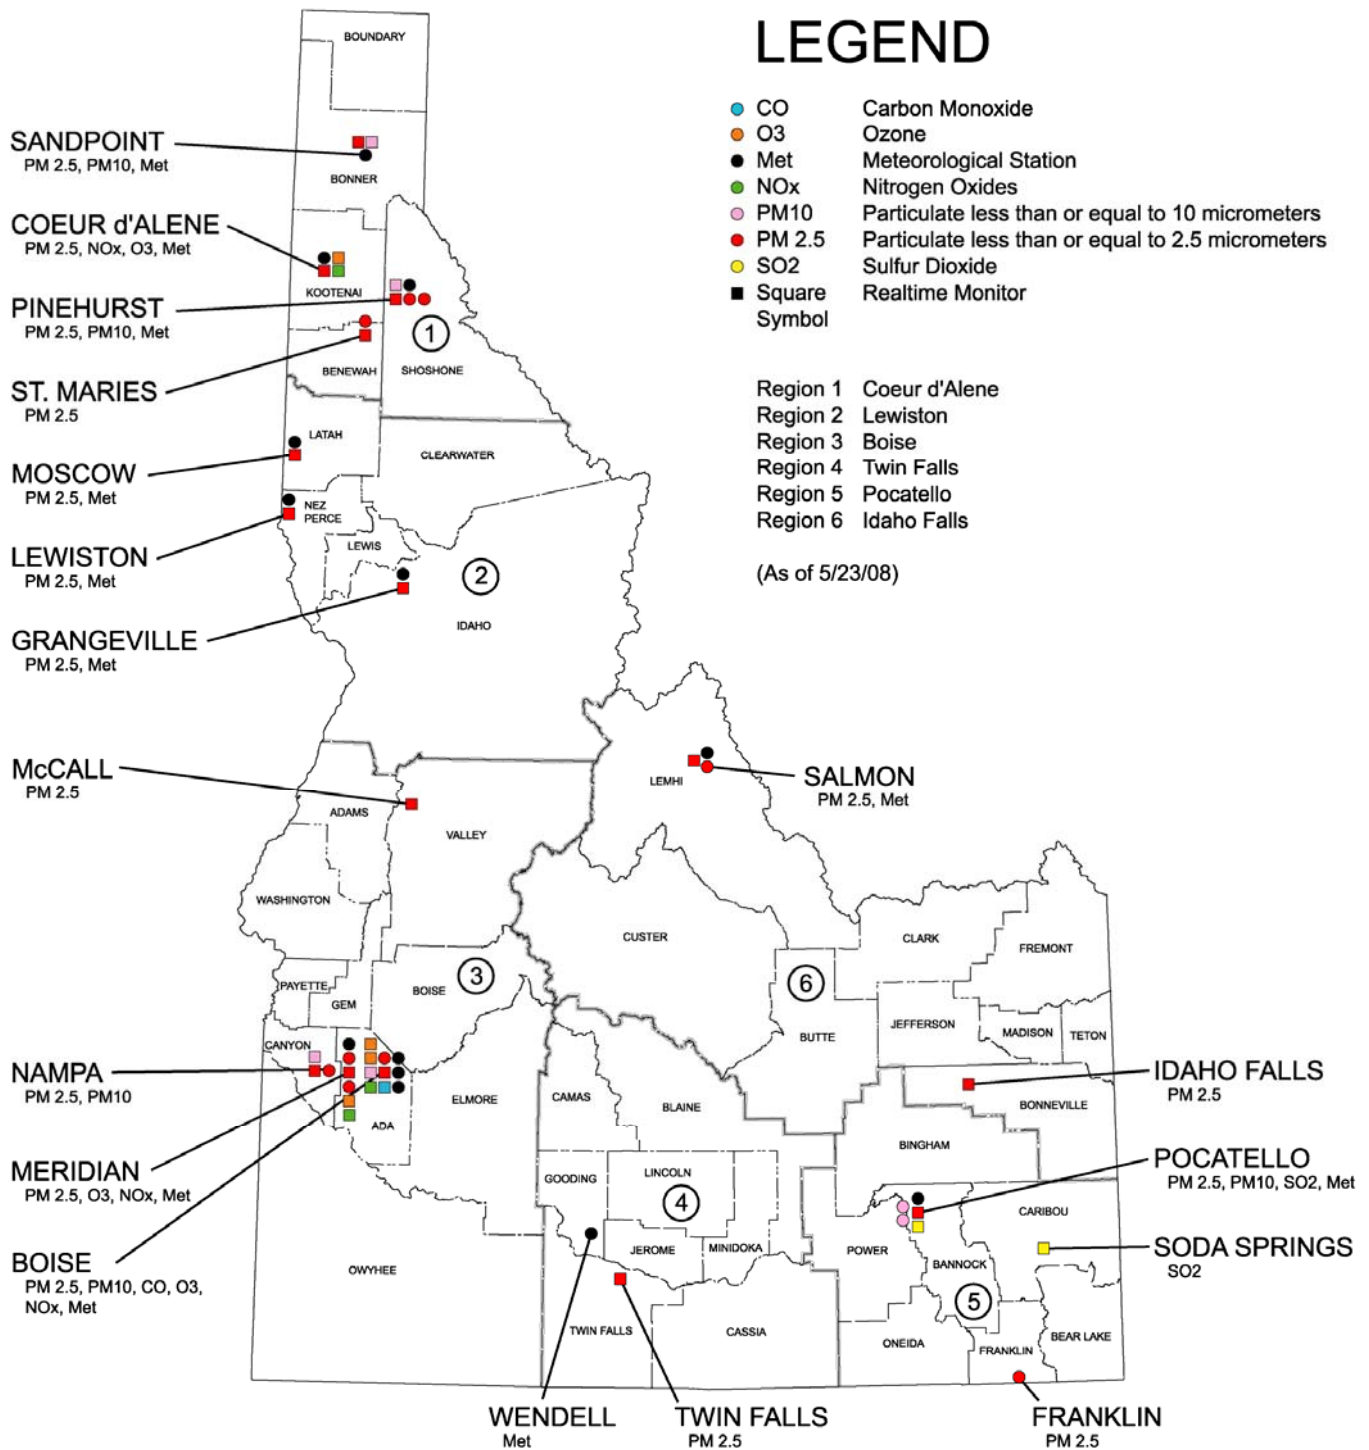 LEGEND
CO Carbon Monoxide
O3 Ozone
Met Meteorological Station
NOx Nitrogen Oxides
PM10 Particulate less than or equal to 10 micrometers
PM 2.5 Particulate less than or equal to 2.5 micrometers
SO2 Sulfur Dioxide
Square Realtime Monitor
Symbol
Region 1 Coeur d'Alene
Region 2 Lewiston
Region 3 Boise
Region 4 Twin Falls
Region 5 Pocatello
Region 6 Idaho Falls
(As of 5/23/08)
SANDPOINT
PM 2.5, PM10, Met
COEUR d'ALENE
PM 2.5, NOx, O3, Met
PINEHURST
PM 2.5, PM10, Met
ST. MARIES
PM 2.5
MOSCOW
PM 2.5, Met
LEWISTON
PM 2.5, Met
GRANGEVILLE
PM 2.5, Met
McCALL
PM 2.5
NAMPA
PM 2.5, PM10
MERIDIAN
PM 2.5, O3, NOx, Met
BOISE
PM 2.5, PM10, CO, O3,
NOx, Met
SALMON
PM 2.5, Met
IDAHO FALLS
PM 2.5
POCATELLO
PM 2.5, PM10, SO2, Met
SODA SPRINGS
SO2
WENDELL
Met
TWIN FALLS
PM 2.5
FRANKLIN
PM 2.5
BOUNDARY
BONNER
KOOTENAI
1
BENEWAH
SHOSHONE
LATAH
CLEARWATER
NEZ
PERCE
LEWIS
2
IDAHO
LEMHI
ADAMS
VALLEY
WASHINGTON
CUSTER
CLARK
FREMONT
3
6
PAYETTE
GEM
BOISE
BUTTE
JEFFERSON
MADISON
TETON
CANYON
ADA
ELMORE
CAMAS
BLAINE
BONNEVILLE
BINGHAM
GOODING
LINCOLN
4
JEROME
MINIDOKA
POWER
BANNOCK
CARIBOU
5
OWYHEE
TWIN FALLS
CASSIA
ONEIDA
FRANKLIN
BEAR LAKE